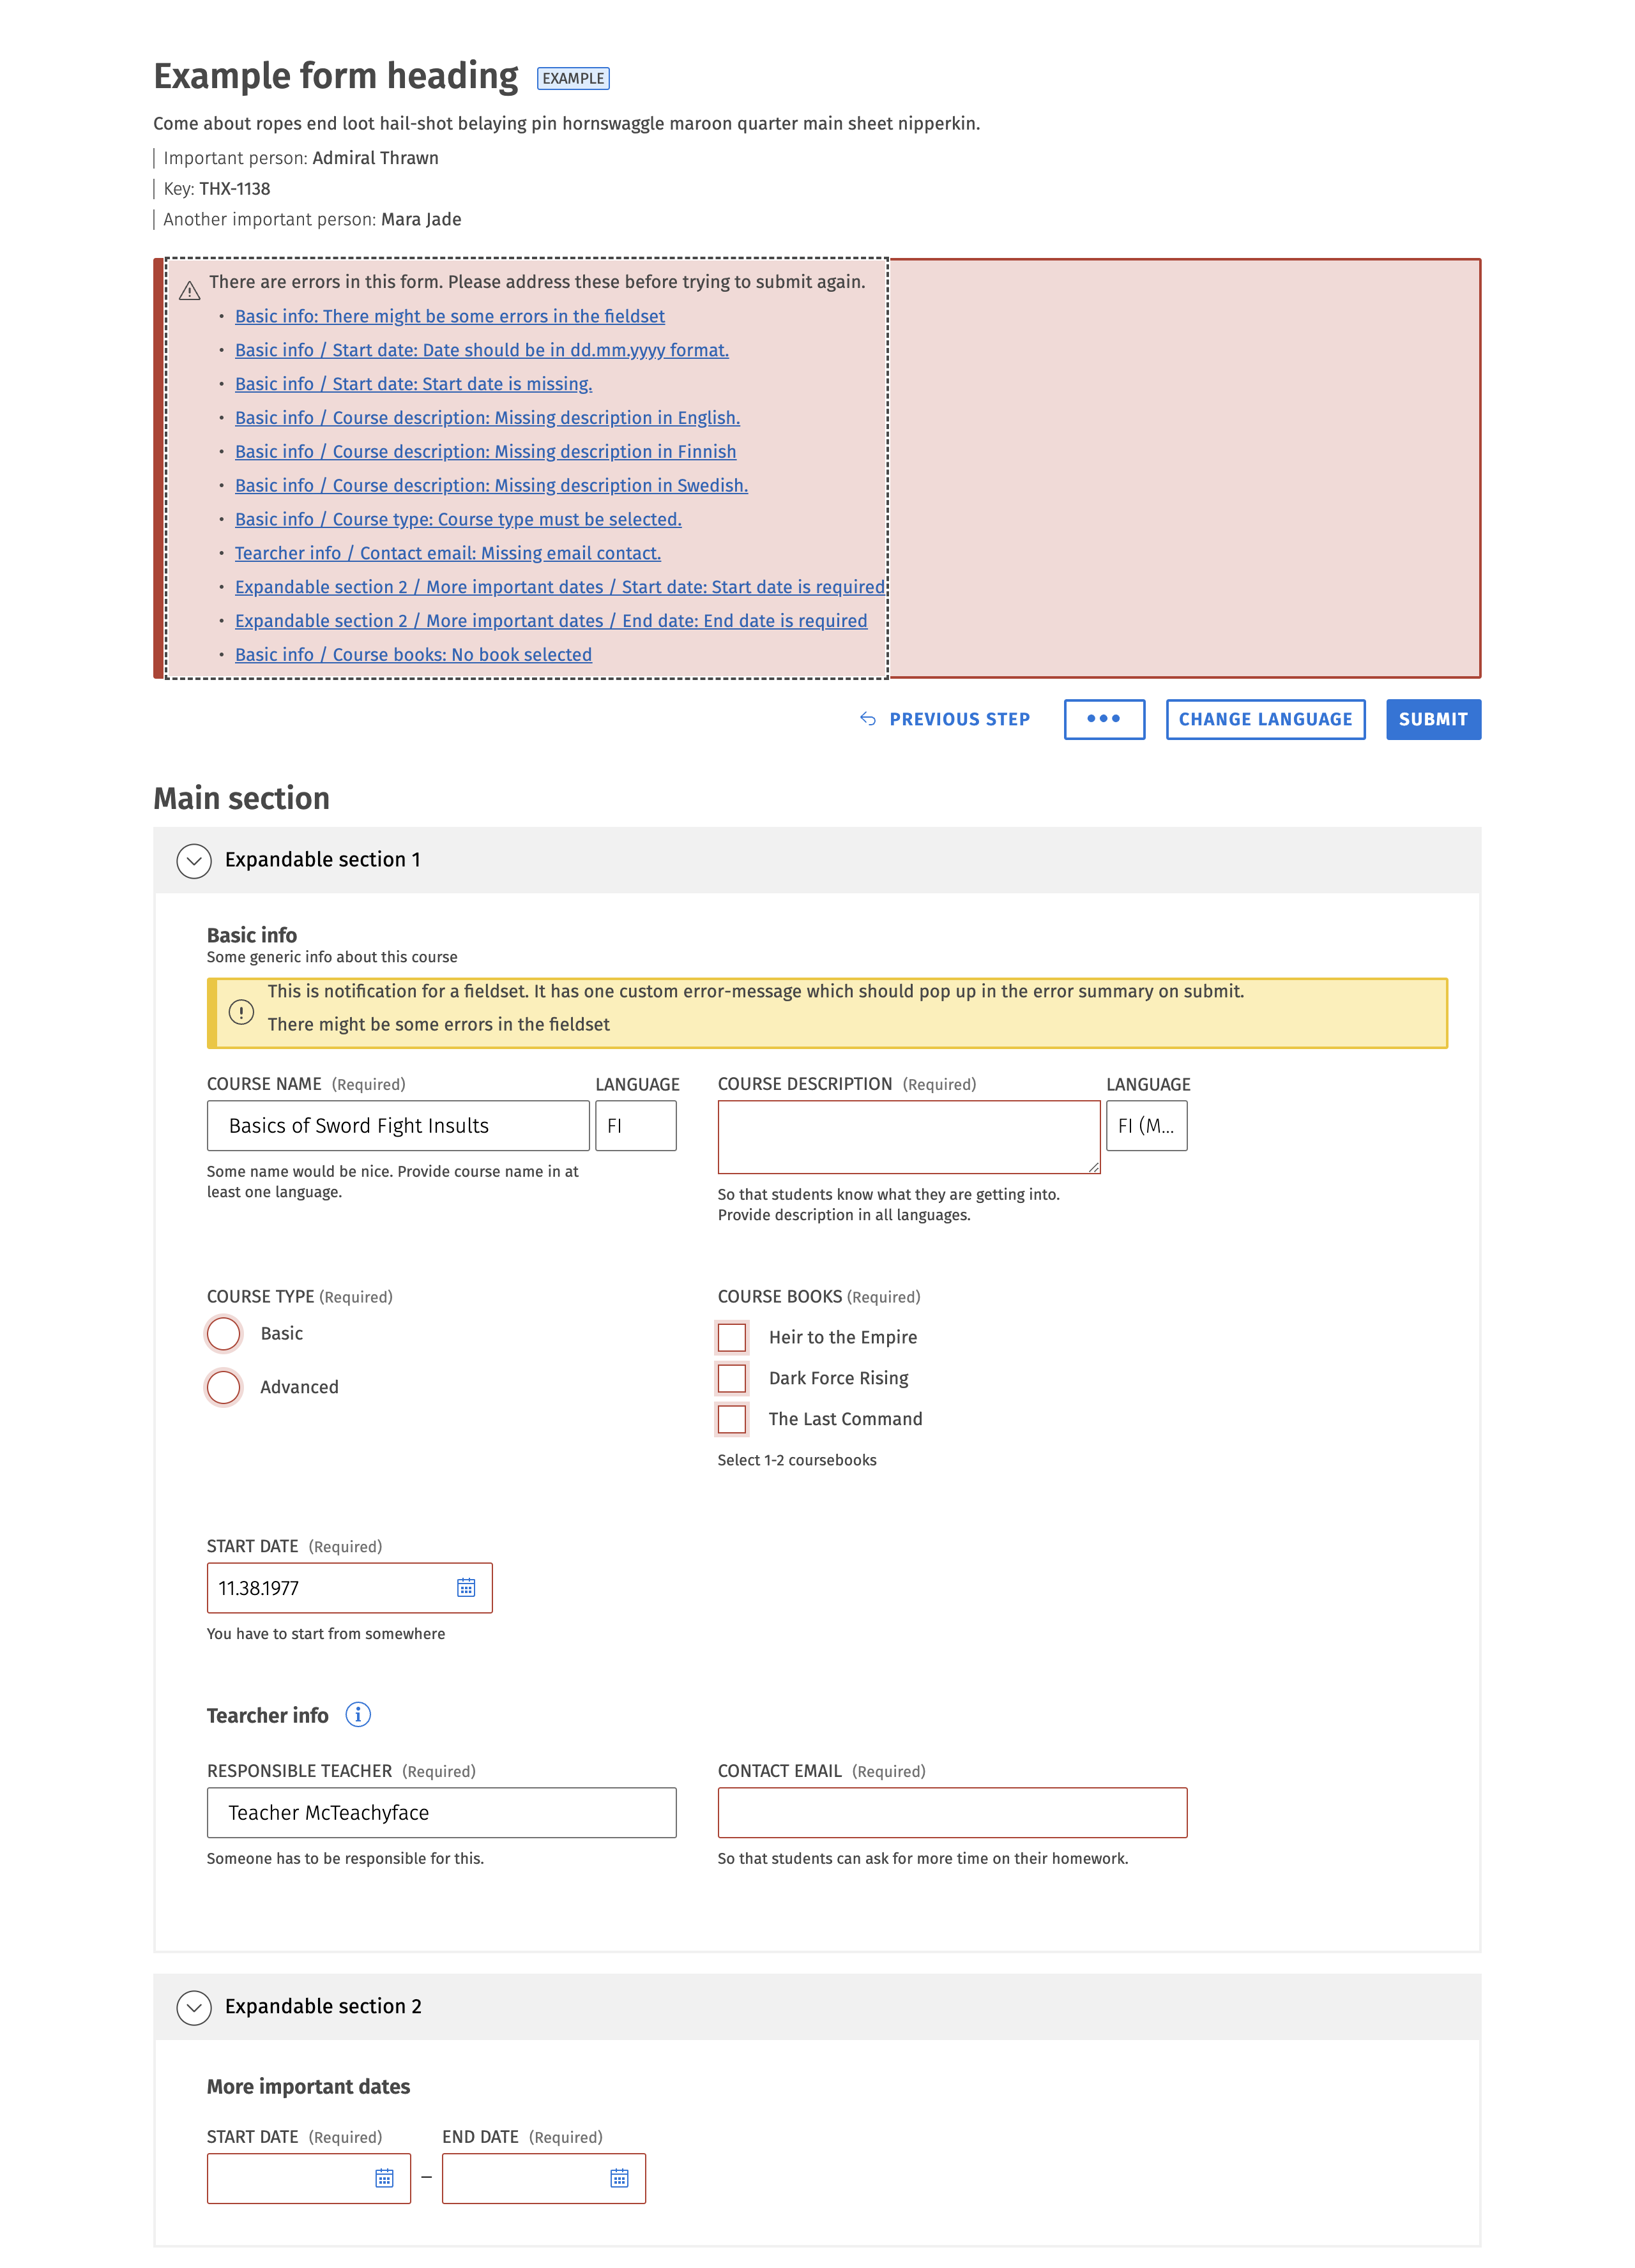 Example form heading EXAMPLE
Come about ropes end loot hail-shot belaying pin hornswaggle maroon quarter main sheet nipperkin.
Important person: Admiral Thrawn
Key: THX-1138
Another important person: Mara Jade
There are errors in this form. Please address these before trying to submit again.
• Basic info: There might be some errors in the fieldset
• Basic info / Start date: Date should be in dd.mm.yyyy format.
• Basic info / Start date: Start date is missing.
• Basic info / Course description: Missing description in English.
• Basic info / Course description: Missing description in Finnish
• Basic info / Course description: Missing description in Swedish.
• Basic info / Course type: Course type must be selected.
• Tearcher info / Contact email: Missing email contact.
• Expandable section 2 / More important dates / Start date: Start date is required
• Expandable section 2 / More important dates / End date: End date is required
• Basic info / Course books: No book selected
PREVIOUS STEP ••• CHANGE LANGUAGE SUBMIT
Main section
Expandable section 1
Basic info
Some generic info about this course
This is notification for a fieldset. It has one custom error-message which should pop up in the error summary on submit.
There might be some errors in the fieldset
COURSE NAME (Required) LANGUAGE COURSE DESCRIPTION (Required) LANGUAGE
Basics of Sword Fight Insults FI FI (M...
Some name would be nice. Provide course name in at
least one language.
So that students know what they are getting into.
Provide description in all languages.
COURSE TYPE (Required)
Basic
Advanced
COURSE BOOKS (Required)
Heir to the Empire
Dark Force Rising
The Last Command
Select 1-2 coursebooks
START DATE (Required)
11.38.1977
You have to start from somewhere
Tearcher info
RESPONSIBLE TEACHER (Required) CONTACT EMAIL (Required)
Teacher McTeachyface
Someone has to be responsible for this. So that students can ask for more time on their homework.
Expandable section 2
More important dates
START DATE (Required) END DATE (Required)
–